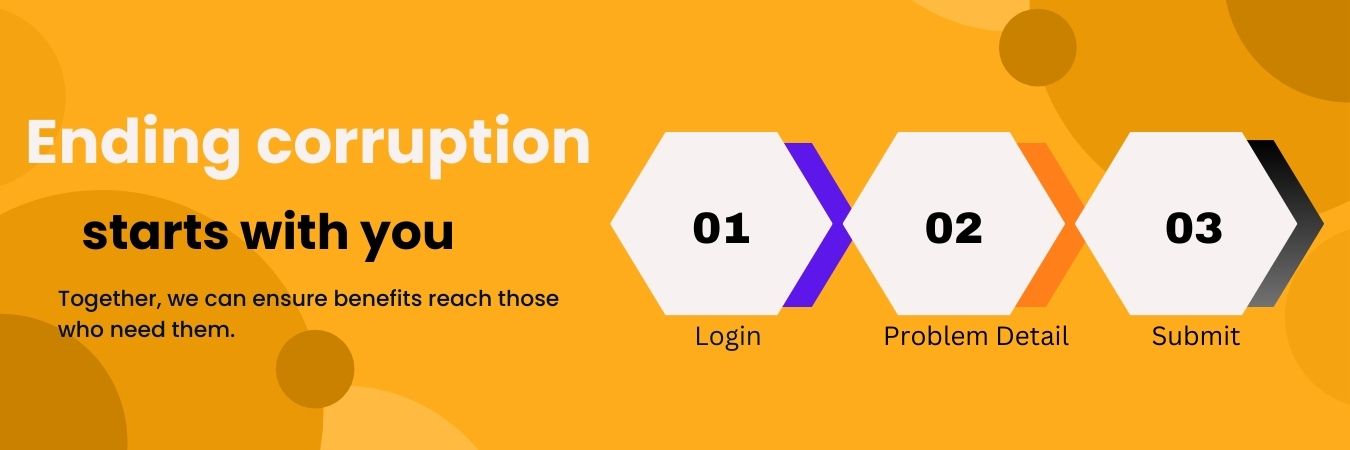 Ending corruption
starts with you
Together, we can ensure benefits reach those
who need them.
01
02
03
Login
Problem Detail
Submit